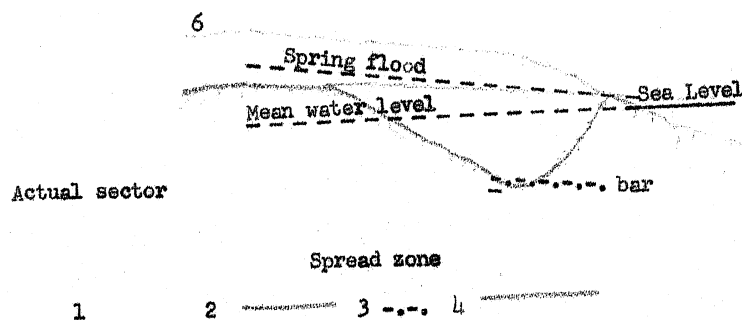 6
Spring flood
Sea Level
Mean water level
Actual sector
bar
Spread zone
1 2 3 4